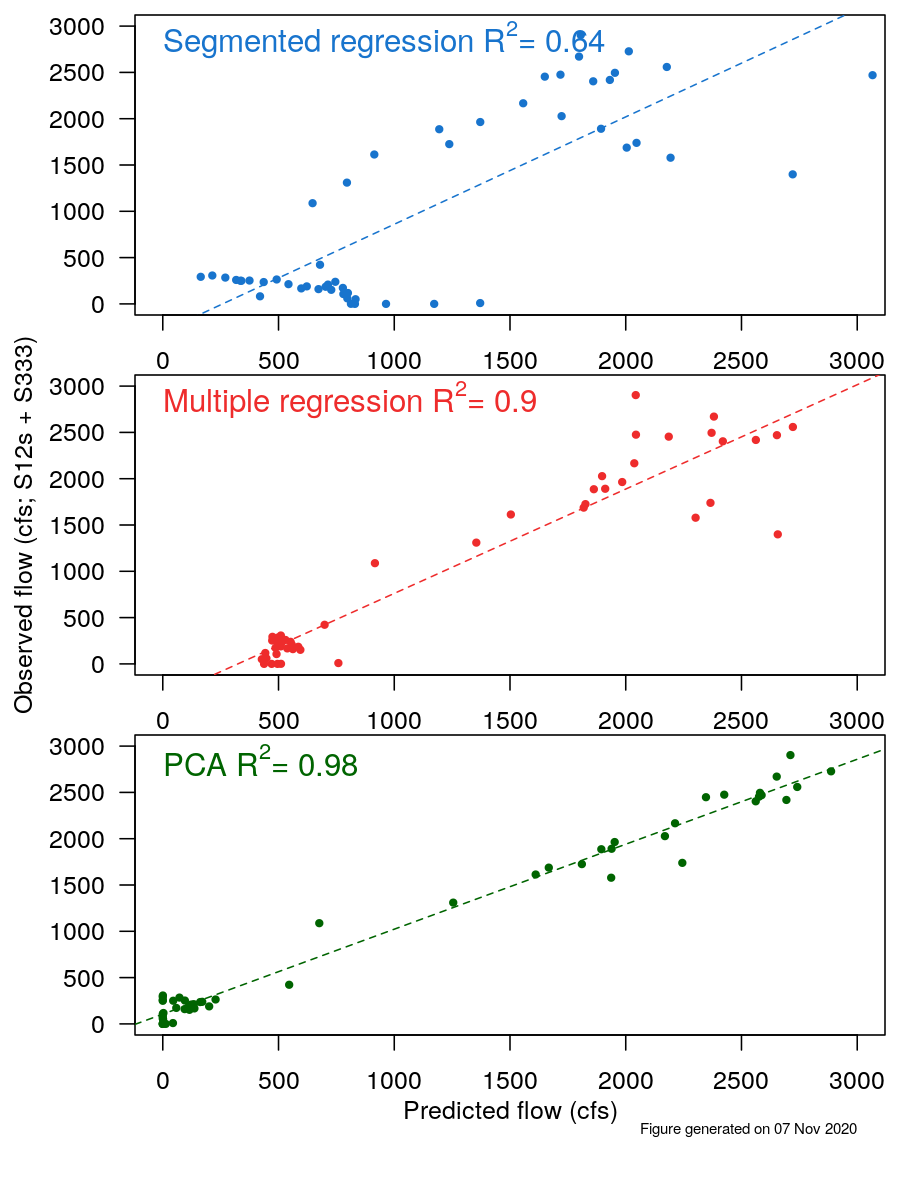 Segmented regression R2= 0.64
3000
2500
2000
1500
1000
500
0
0 500 1000 1500 2000 2500 3000
Multiple regression R2= 0.9
3000
2500
2000
1500
1000
500
0
0 500 1000 1500 2000 2500 3000
Observed flow (cfs; S12s + S333)
PCA R2= 0.98
3000
2500
2000
1500
1000
500
0
0 500 1000 1500 2000 2500 3000
Predicted flow (cfs)
Figure generated on 07 Nov 2020